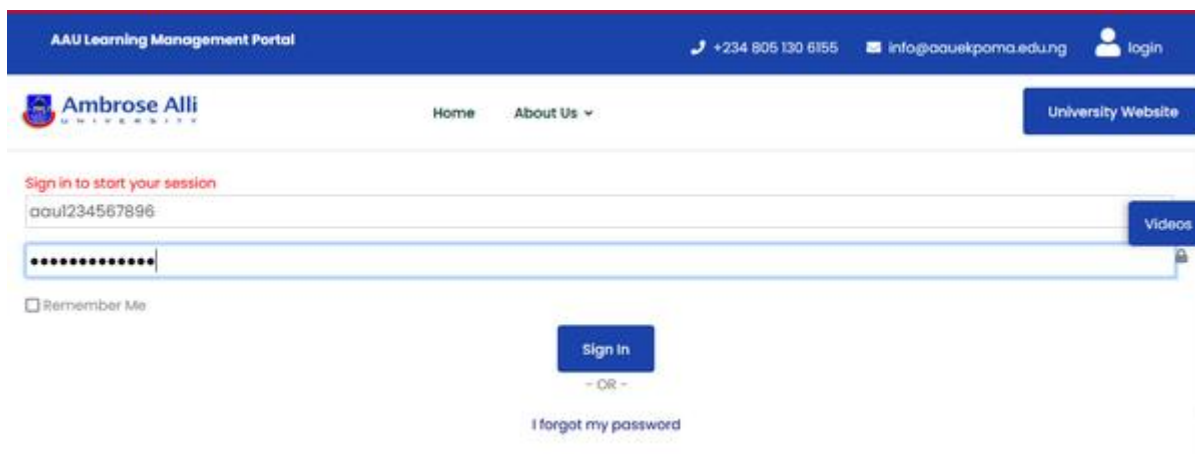 AAU Learning Management Portal
+234 805 130 6155 info@aauekpoma.edu.ng login
Ambrose Alli
UNIVERSITY
Home About Us
University Website
Sign in to start your session
aau1234567896
Videos
•••••••••••••
Remember Me
Sign In
- OR -
I forgot my password